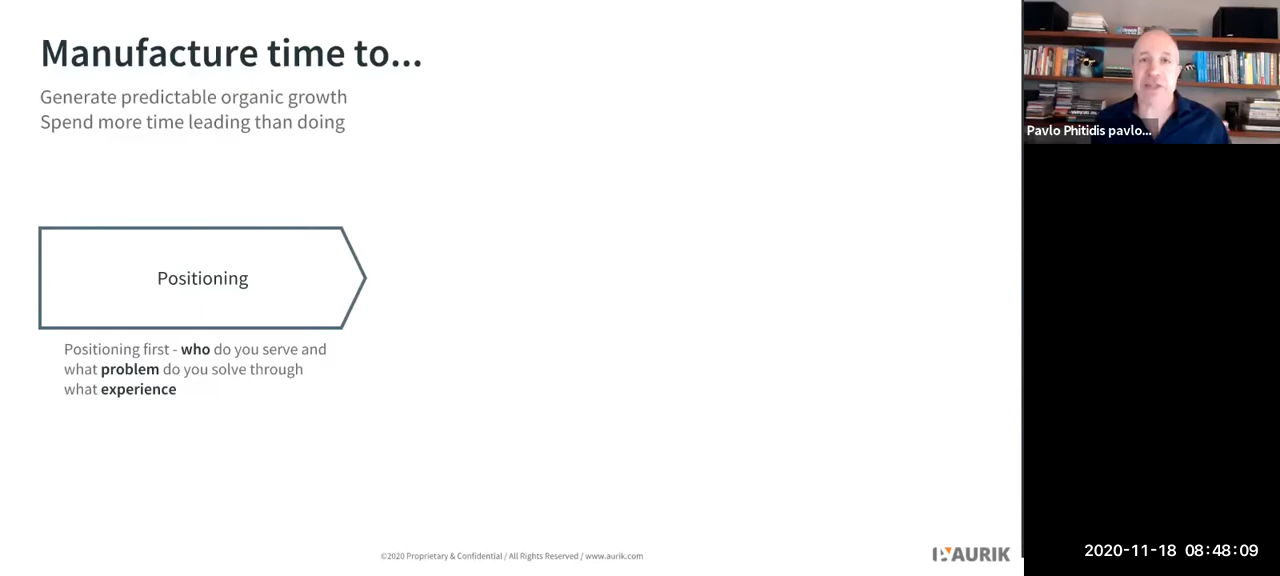 Manufacture time to...
Generate predictable organic growth
Spend more time leading than doing
Positioning
Positioning first - who do you serve and
what problem do you solve through
what experience
©2020 Proprietary & Confidential / All Rights Reserved / www.aurik.com
AURIK
Pavlo Phitidis pavlo...
2020-11-18 08:48:09